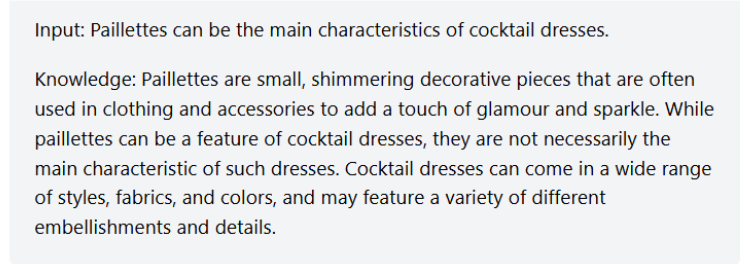 Input: Paillettes can be the main characteristics of cocktail dresses.
Knowledge: Paillettes are small, shimmering decorative pieces that are often
used in clothing and accessories to add a touch of glamour and sparkle. While
paillettes can be a feature of cocktail dresses, they are not necessarily the
main characteristic of such dresses. Cocktail dresses can come in a wide range
of styles, fabrics, and colors, and may feature a variety of different
embellishments and details.